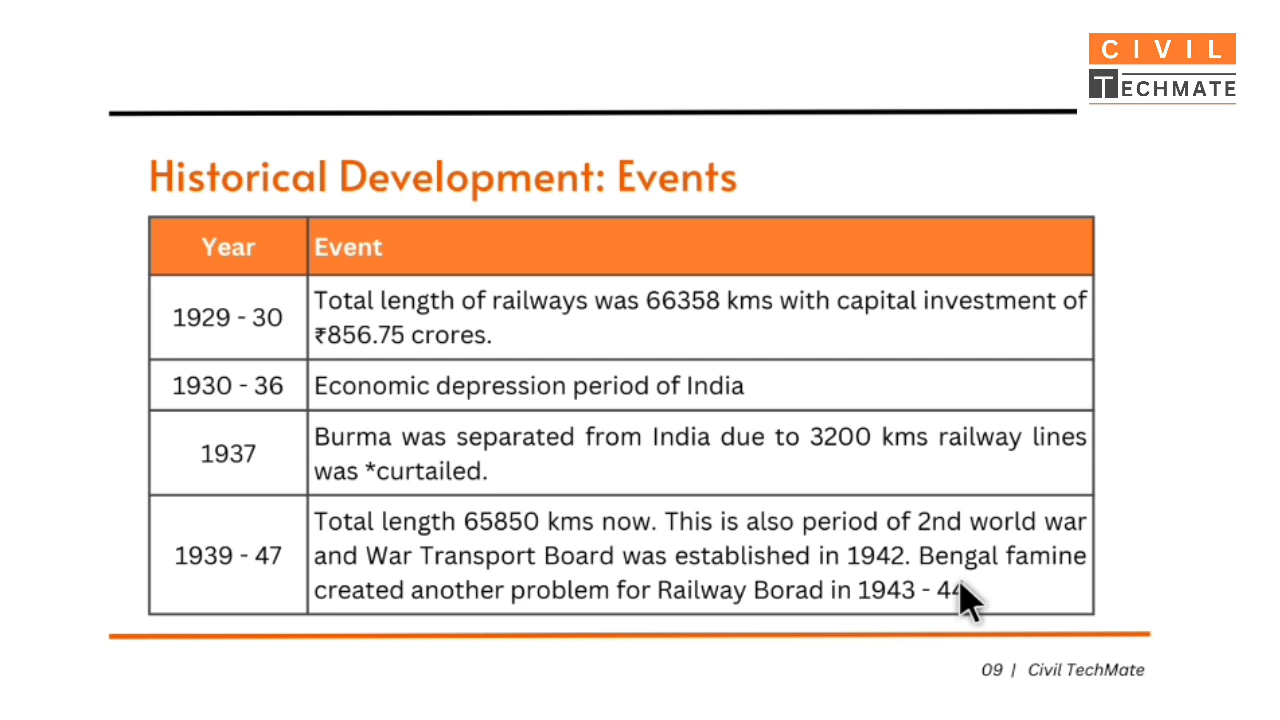 CIVIL
TECHMATE
Historical Development: Events
Year Event
1929 - 30
Total length of railways was 66358 kms with capital investment of
₹856.75 crores.
1930 - 36 Economic depression period of India
1937
Burma was separated from India due to 3200 kms railway lines
was *curtailed.
1939 - 47
Total length 65850 kms now. This is also period of 2nd world war
and War Transport Board was established in 1942. Bengal famine
created another problem for Railway Borad in 1943 - 44
09 | Civil TechMate